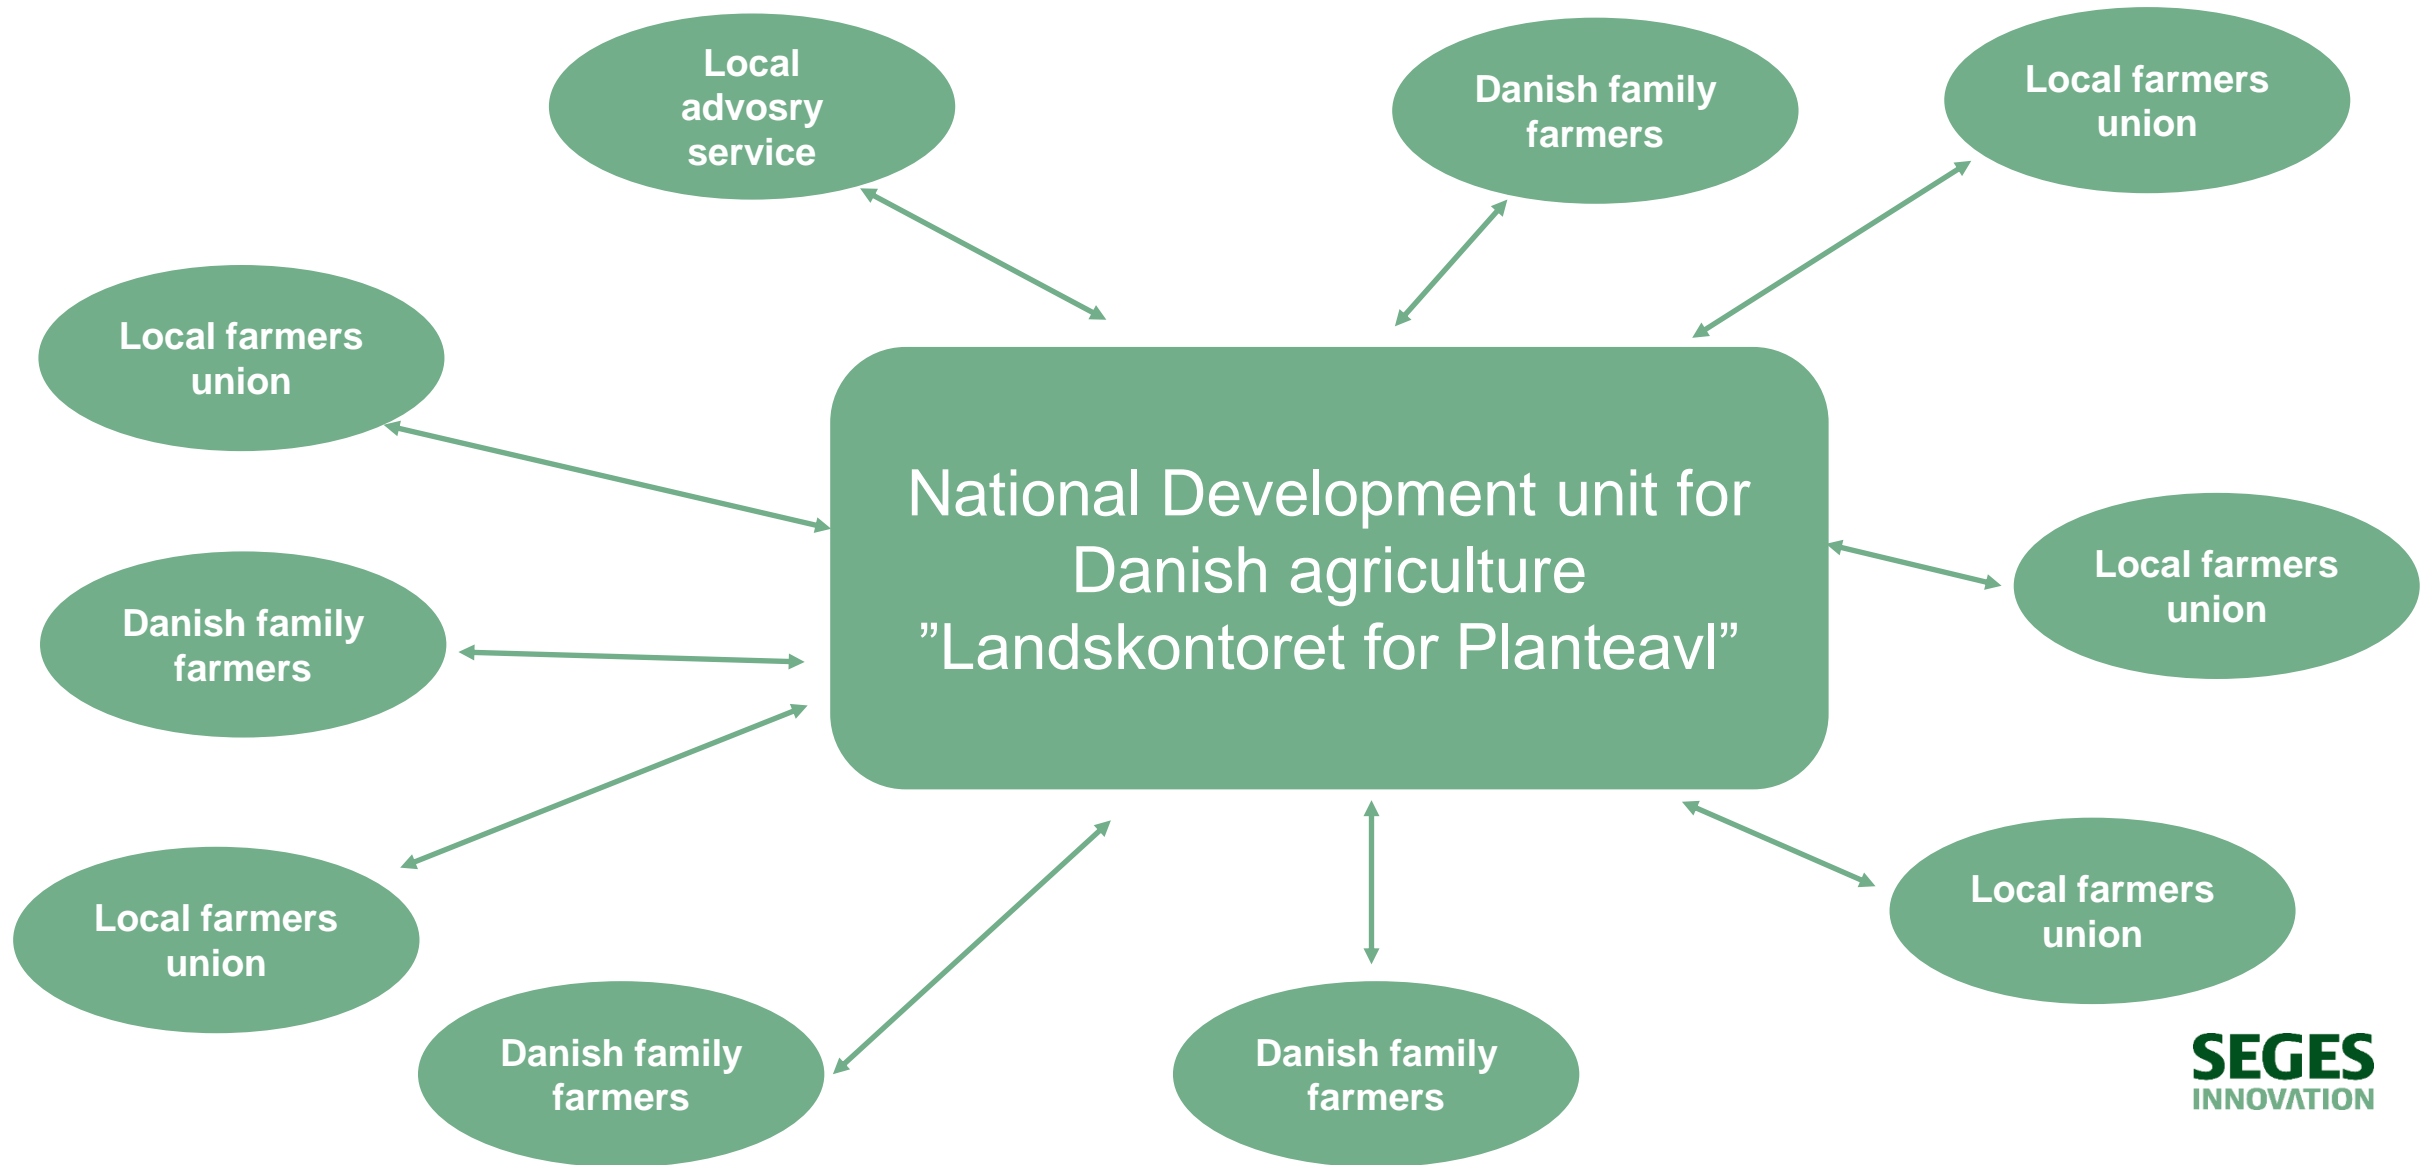 Local
advosry
service
Danish family
farmers
Local farmers
union
Local farmers
union
National Development unit for
Danish agriculture
”Landskontoret for Planteavl”
Local farmers
union
Danish family
farmers
Local farmers
union
Local farmers
union
Danish family
farmers
Danish family
farmers
SEGES
INNOVATION